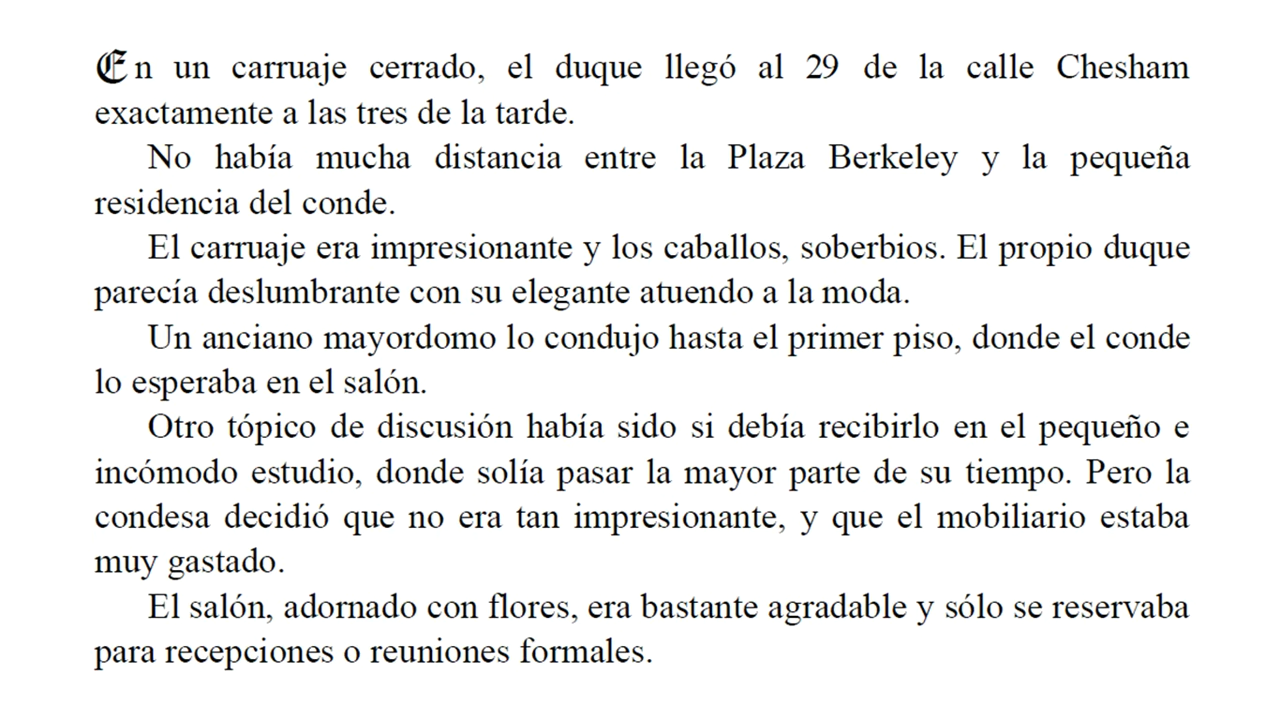 En un carruaje cerrado, el duque llegó al 29 de la calle Chesham
exactamente a las tres de la tarde.
No había mucha distancia entre la Plaza Berkeley y la pequeña
residencia del conde.
El carruaje era impresionante y los caballos, soberbios. El propio duque
parecía deslumbrante con su elegante atuendo a la moda.
Un anciano mayordomo lo condujo hasta el primer piso, donde el conde
lo esperaba en el salón.
Otro tópico de discusión había sido si debía recibirlo en el pequeño e
incómodo estudio, donde solía pasar la mayor parte de su tiempo. Pero la
condesa decidió que no era tan impresionante, y que el mobiliario estaba
muy gastado.
El salón, adornado con flores, era bastante agradable y sólo se reservaba
para recepciones o reuniones formales.